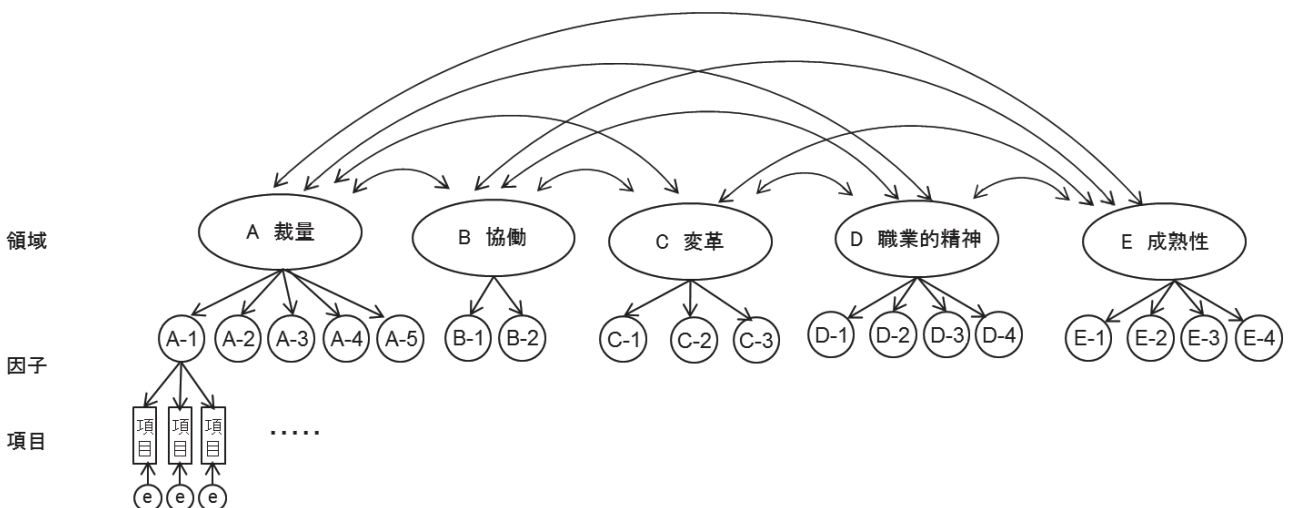 領域
A 裁量
B 協働
C 変革
D 職業的精神
E 成熟性
因子
A-1
A-2
A-3
A-4
A-5
B-1
B-2
C-1
C-2
C-3
D-1
D-2
D-3
D-4
E-1
E-2
E-3
E-4
項目
項目
項目
項目
・・・・・
e
e
e